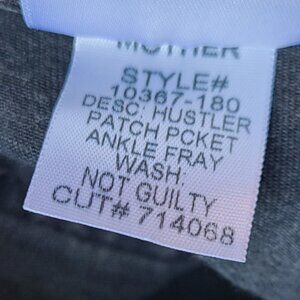 MOTHER
STYLE#
10367-180
DESC: HUSTLER
PATCH PCKET
ANKLE FRAY
WASH:
NOT GUILTY
CUT# 714068